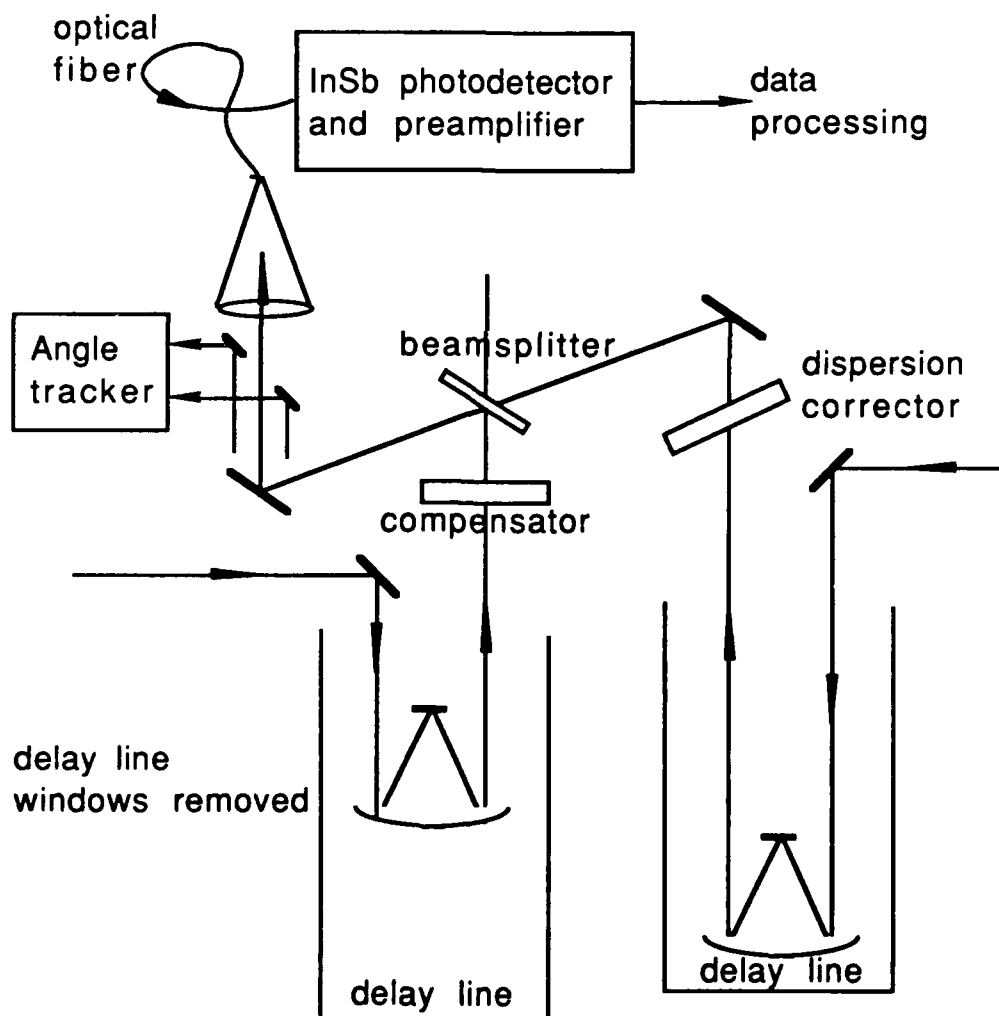 optical
fiber
InSb photodetector
and preamplifier
data
processing
Angle
tracker
beamsplitter
dispersion
corrector
compensator
delay line
windows removed
delay line
delay line